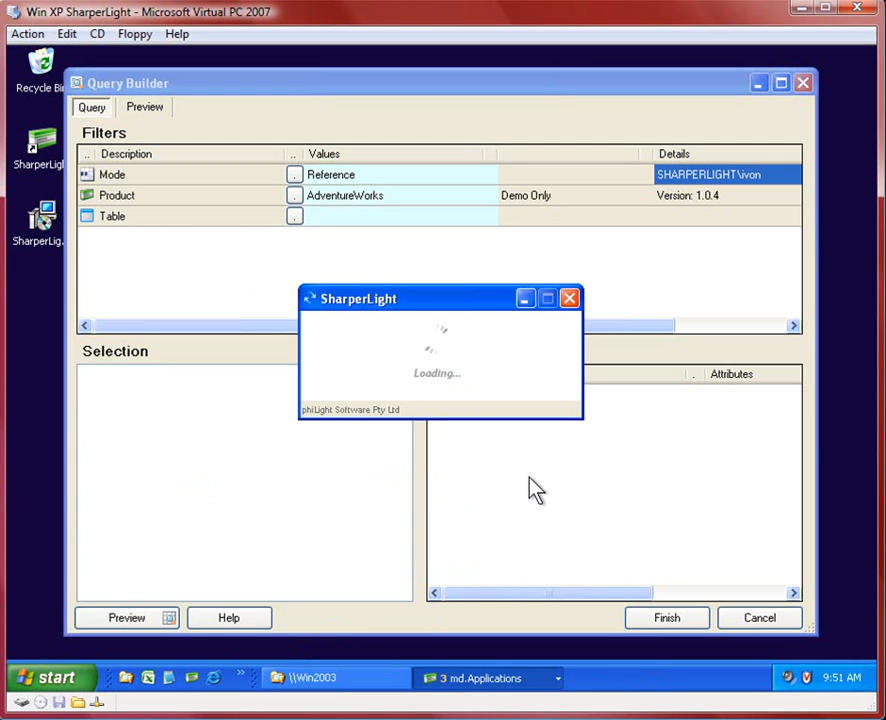 Win XP SharperLight - Microsoft Virtual PC 2007
Action Edit CD Floppy Help
Recycle Bi
SharperLigh
SharperLig..
Query Builder
Query Preview
Filters
.. Description .. Values Details
Mode . Reference SHARPERLIGHT\ivon
Product . AdventureWorks Demo Only Version: 1.0.4
Table .
SharperLight
Loading...
phiLight Software Pty Ltd
Selection
. Attributes
Preview Help Finish Cancel
start » \\Win2003 3 md.Applications 9:51 AM